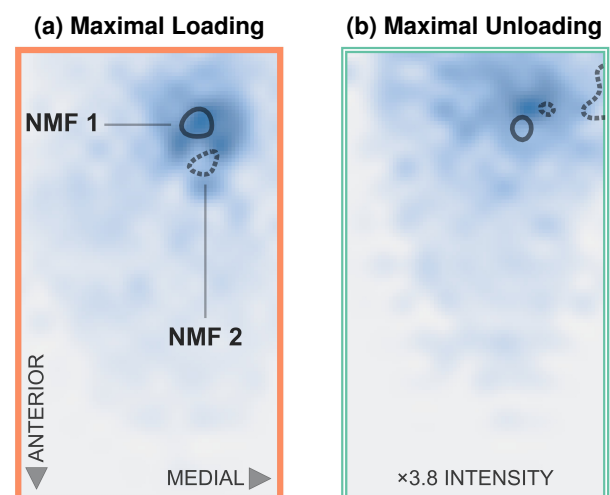 (a) Maximal Loading
(b) Maximal Unloading
NMF 1
NMF 2
ANTERIOR
MEDIAL
×3.8 INTENSITY